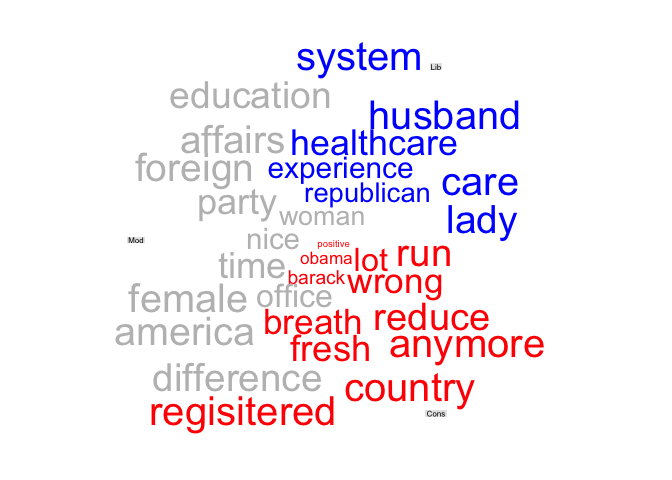 system
Lib
education
husband
affairs
healthcare
foreign
experience
care
republican
party
woman
lady
nice
Mod
positive
time
obama
lot
run
barack
wrong
female
office
america
breath
reduce
fresh
anymore
difference
country
regisitered
Cons